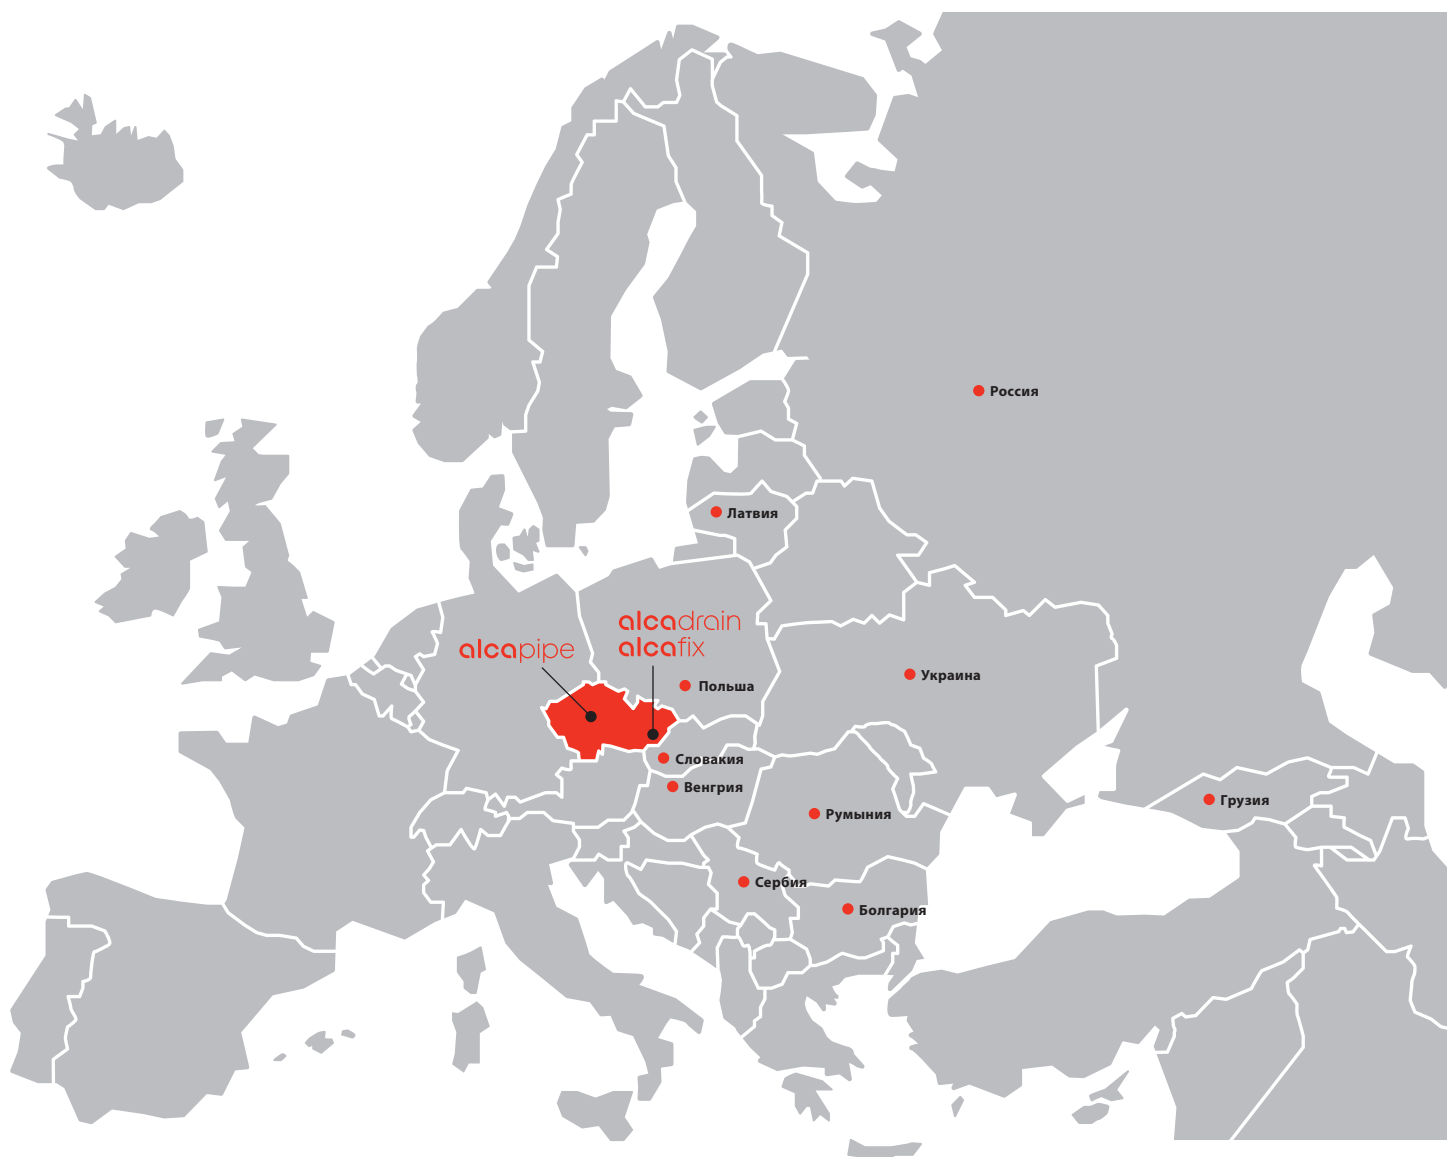 Россия
Латвия
alcadrain
alcafix
alcapipe
Украина
Польша
Словакия
Венгрия
Грузия
Румыния
Сербия
Болгария